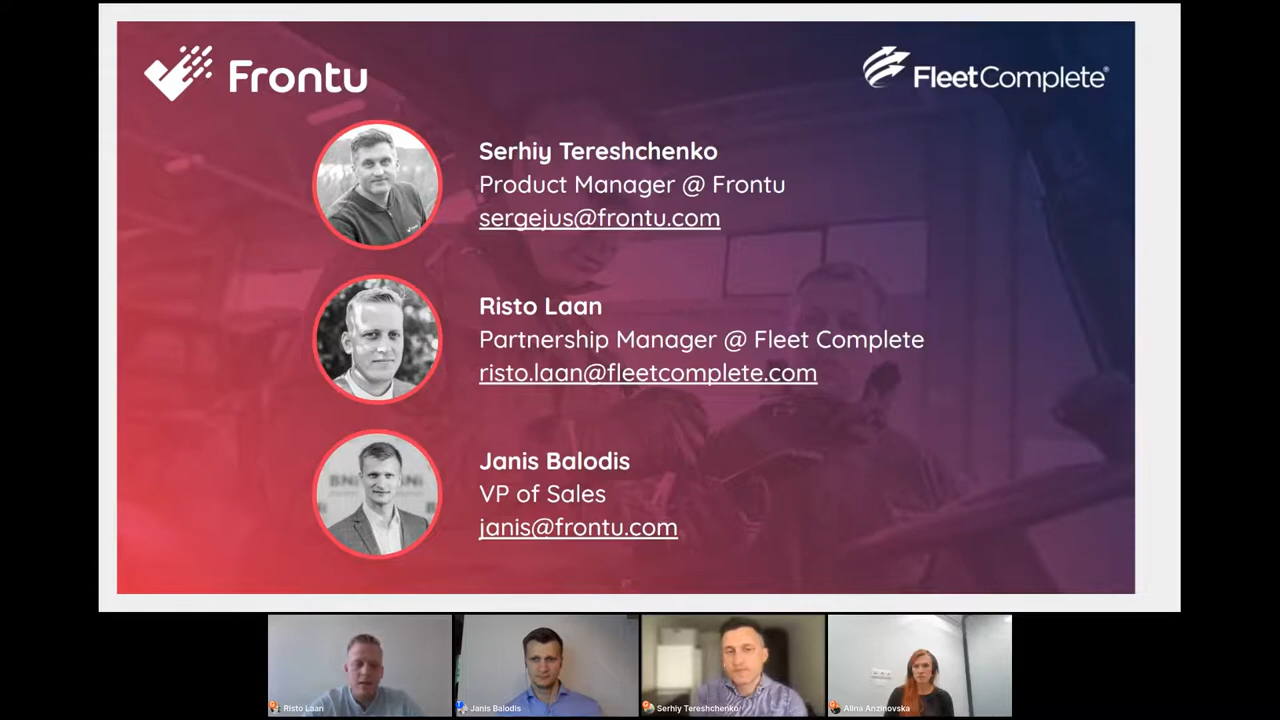 Frontu
FleetComplete®
Serhiy Tereshchenko
Product Manager @ Frontu
sergejus@frontu.com
Risto Laan
Partnership Manager @ Fleet Complete
risto.laan@fleetcomplete.com
Janis Balodis
VP of Sales
janis@frontu.com
Risto Laan
Janis Balodis
Serhiy Tereshchenko
Alina Anzinovska